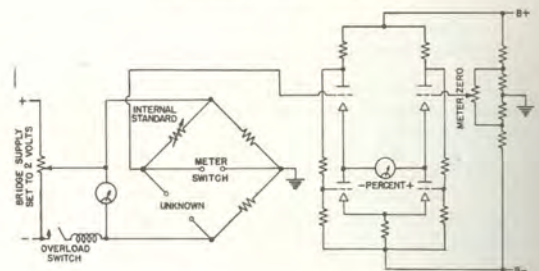 B+
+
BRIDGE SUPPLY
SET TO 2 VOLTS
INTERNAL
STANDARD
METER
SWITCH
UNKNOWN
-PERCENT+
METER ZERO
-
OVERLOAD
SWITCH